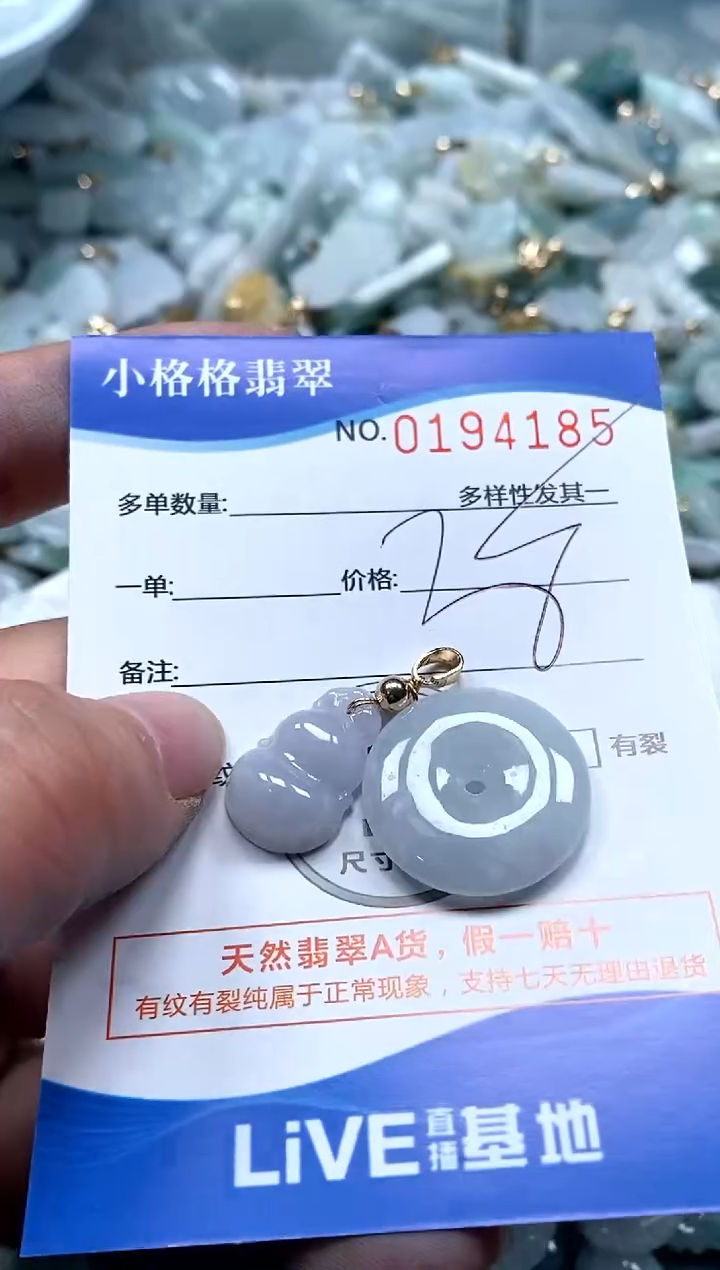 小格格翡翠
NO.0194185
多单数量: 多样性发其一
一单: 价格:
备注:
纹 有裂
尺寸
天然翡翠A货，假一赔十
有纹有裂纯属于正常现象，支持七天无理由退货
LiVE直播基地